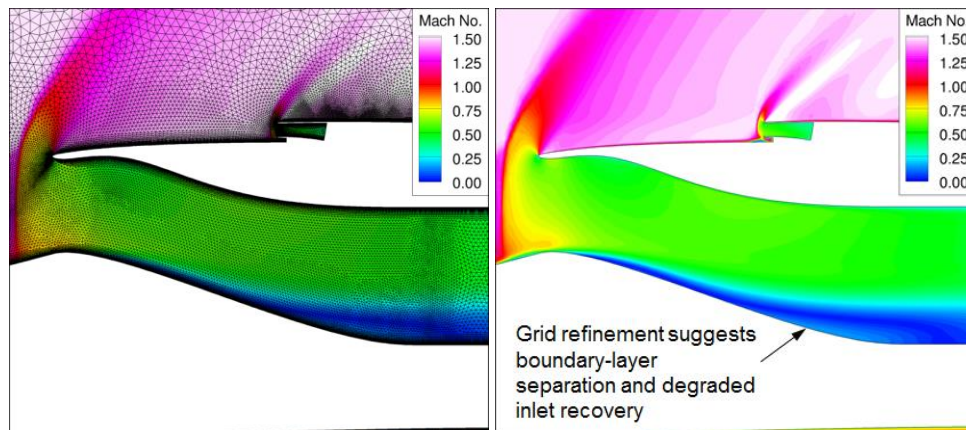 Mach No.
1.50
1.25
1.00
0.75
0.50
0.25
0.00
Mach No.
1.50
1.25
1.00
0.75
0.50
0.25
0.00
Grid refinement suggests
boundary-layer
separation and degraded
inlet recovery